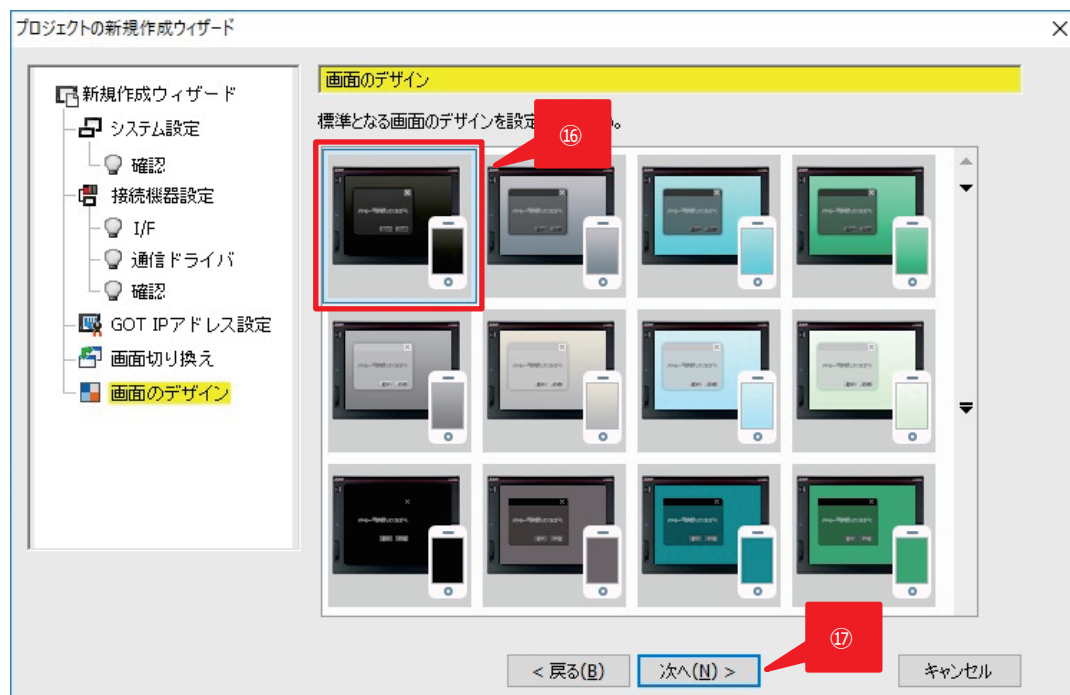 プロジェクトの新規作成ウィザード
新規作成ウィザード
システム設定
確認
接続機器設定
I/F
通信ドライバ
確認
GOT IPアドレス設定
画面切り換え
画面のデザイン
画面のデザイン
標準となる画面のデザインを設定
⑯
⑰
< 戻る(B)
次へ(N) >
キャンセル